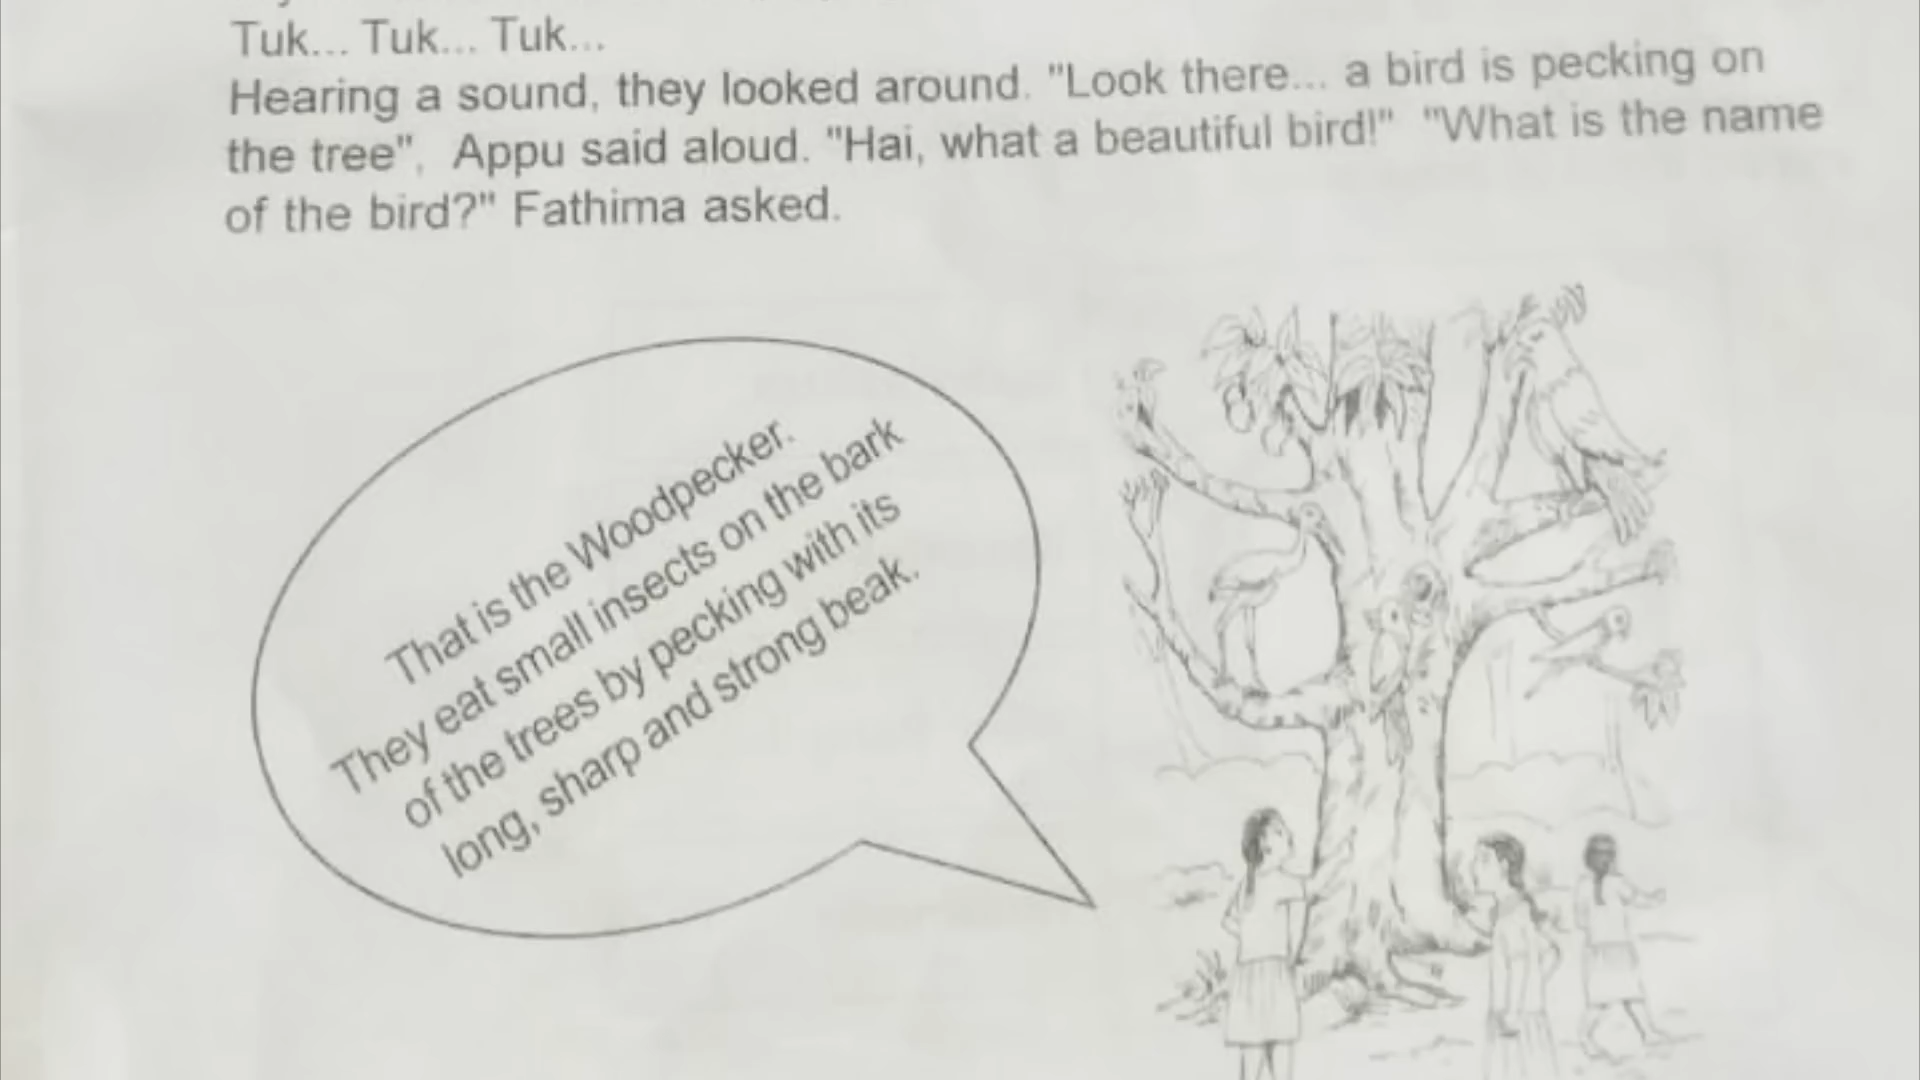 Tuk... Tuk... Tuk...
Hearing a sound, they looked around. "Look there... a bird is pecking on
the tree", Appu said aloud. "Hai, what a beautiful bird!" "What is the name
of the bird?" Fathima asked.
That is the Woodpecker.
They eat small insects on the bark
of the trees by pecking with its
long, sharp and strong beak.